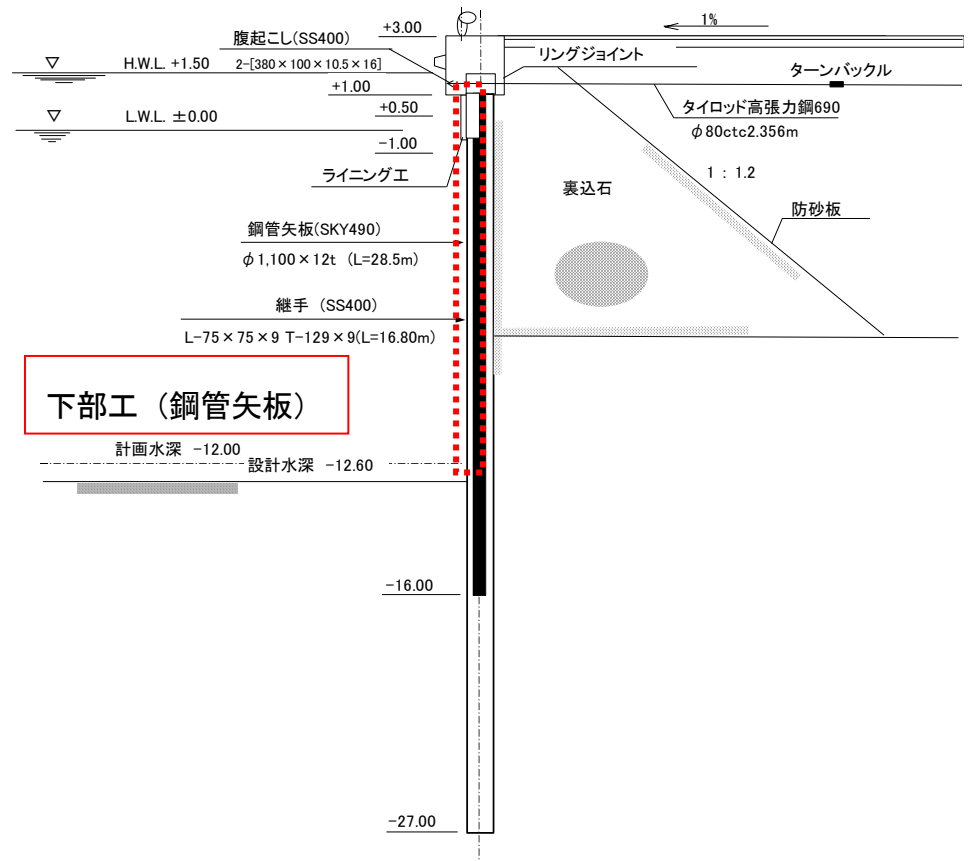 1%
+3.00
腹起こし(SS400)
リングジョイント
H.W.L. +1.50
2-[380×100×10.5×16]
ターンバックル
+1.00
タイロッド高張力鋼690
+0.50
L.W.L. ±0.00
φ80ctc2.356m
-1.00
1 : 1.2
ライニング工
裏込石
防砂板
鋼管矢板(SKY490)
φ1,100×12t (L=28.5m)
継手 (SS400)
L-75×75×9 T-129×9(L=16.80m)
下部工（鋼管矢板）
計画水深 -12.00
設計水深 -12.60
-16.00
-27.00